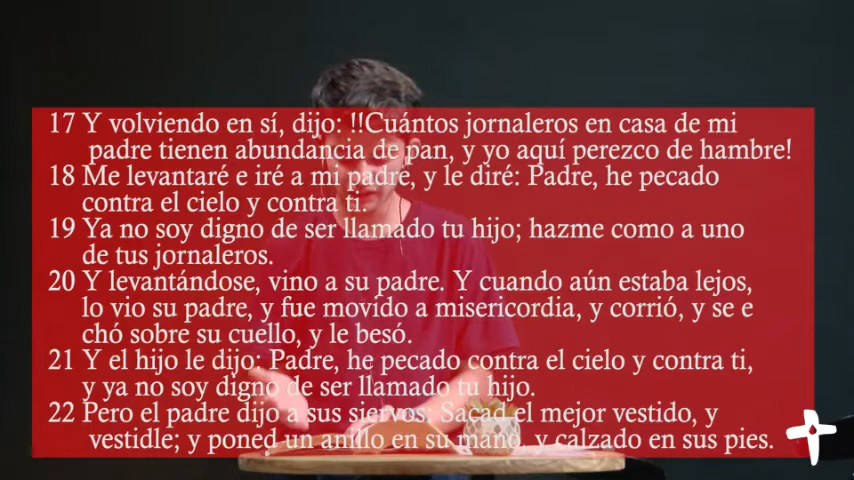 17 Y volviendo en sí, dijo: !!Cuántos jornaleros en casa de mi
padre tienen abundancia de pan, y yo aquí perezco de hambre!
18 Me levantaré e iré a mi padre, y le diré: Padre, he pecado
contra el cielo y contra ti.
19 Ya no soy digno de ser llamado tu hijo; hazme como a uno
de tus jornaleros.
20 Y levantándose, vino a su padre. Y cuando aún estaba lejos,
lo vio su padre, y fue movido a misericordia, y corrió, y se e
chó sobre su cuello, y le besó.
21 Y el hijo le dijo: Padre, he pecado contra el cielo y contra ti,
y ya no soy digno de ser llamado tu hijo.
22 Pero el padre dijo a sus siervos: Sacad el mejor vestido, y
vestidle; y poned un anillo en su mano, y calzado en sus pies.